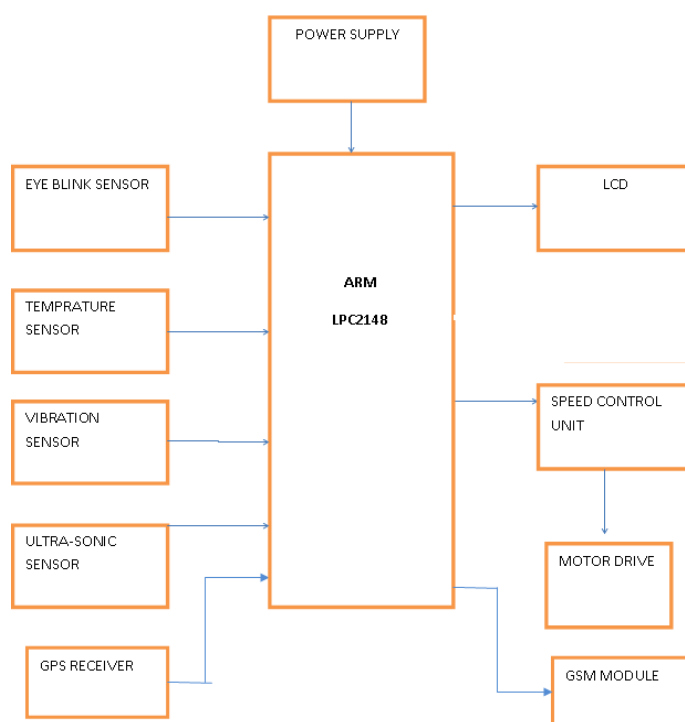 POWER SUPPLY
EYE BLINK SENSOR
LCD
ARM
LPC2148
TEMPRATURE
SENSOR
VIBRATION
SENSOR
SPEED CONTROL
UNIT
ULTRA-SONIC
SENSOR
MOTOR DRIVE
GPS RECEIVER
GSM MODULE